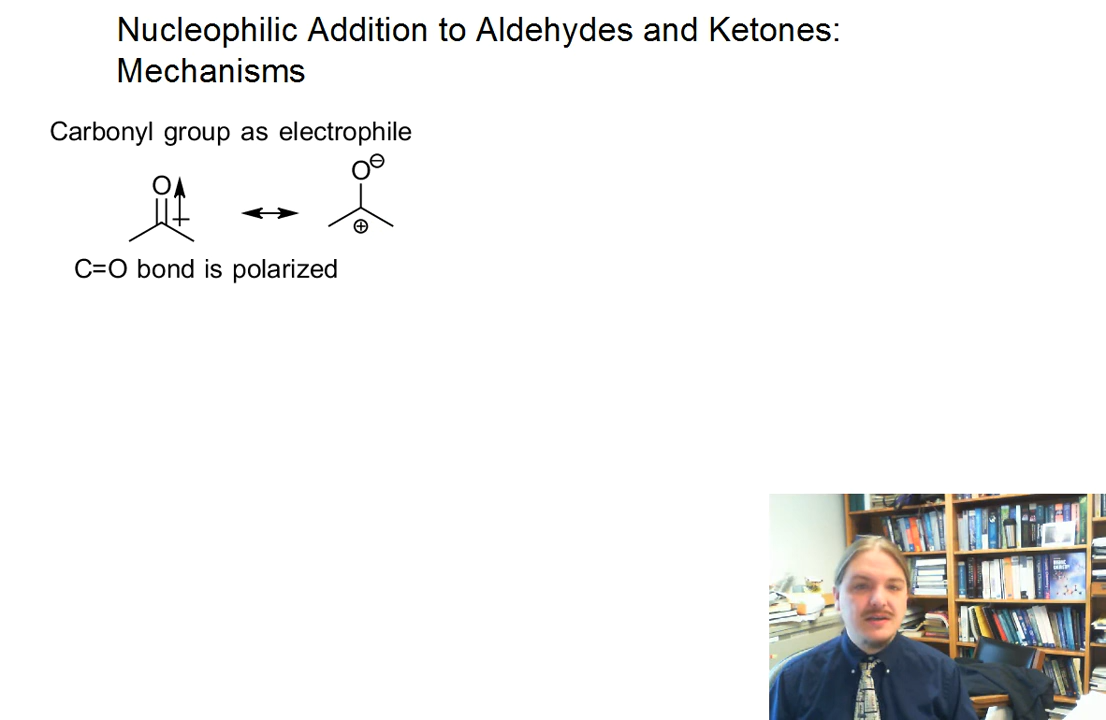 Nucleophilic Addition to Aldehydes and Ketones:
Mechanisms
Carbonyl group as electrophile
O
O⊖
⊕
C=O bond is polarized